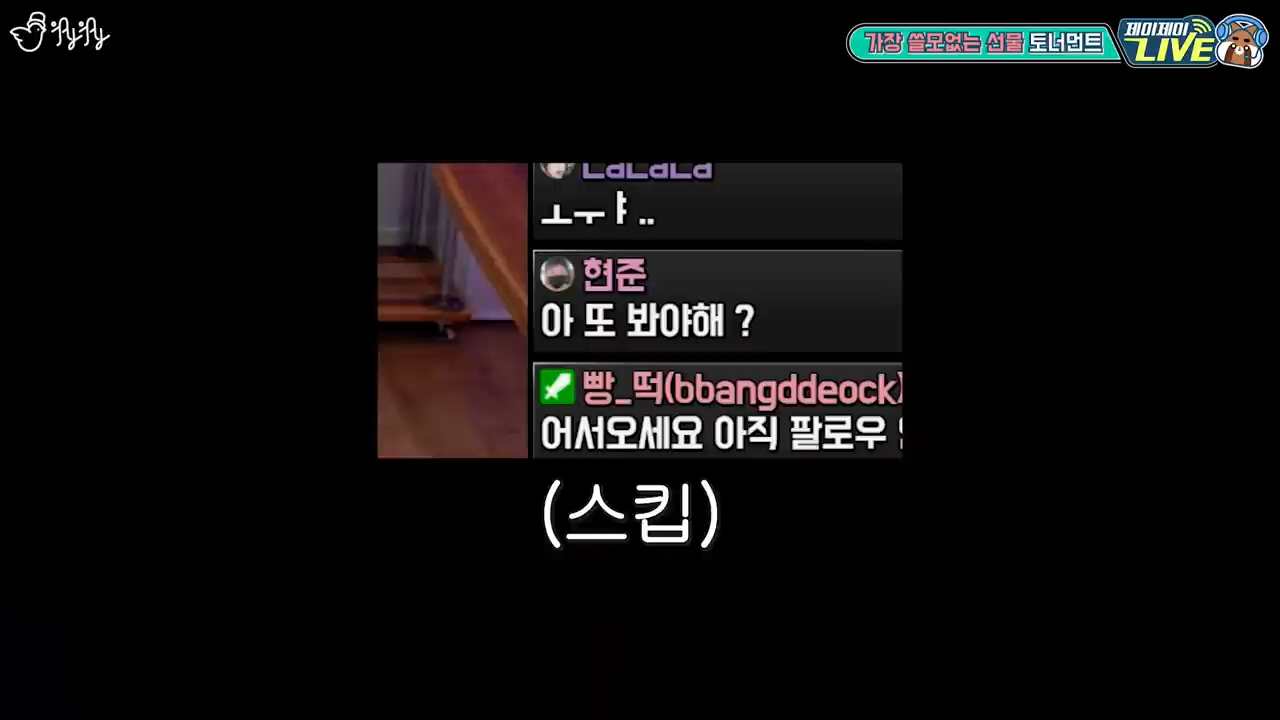 가장 쓸모없는 선물 토너먼트
제이제이
LIVE
LaLaLa
ㅗㅜㅑ..
현준
아 또 봐야해 ?
빵_떡(bbangddeock)
어서오세요 아직 팔로우
(스킵)